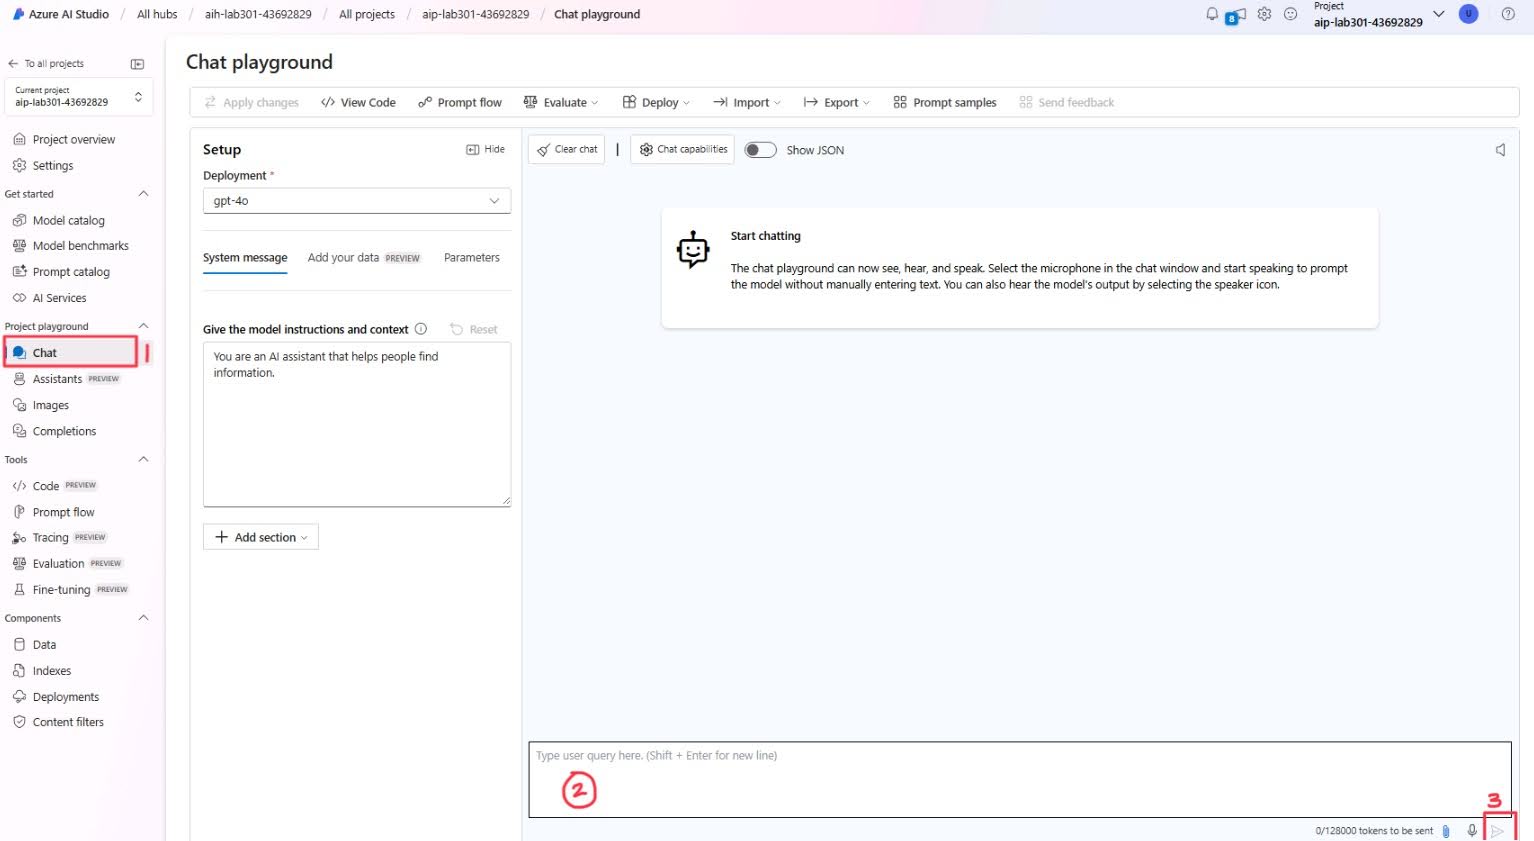 Azure AI Studio / All hubs / aih-lab301-43692829 / All projects / aip-lab301-43692829 / Chat playground
8
Project
aip-lab301-43692829
U
To all projects
Current project
aip-lab301-43692829
Project overview
Settings
Get started
Model catalog
Model benchmarks
Prompt catalog
AI Services
Project playground
Chat
1
Assistants PREVIEW
Images
Completions
Tools
Code PREVIEW
Prompt flow
Tracing PREVIEW
Evaluation PREVIEW
Fine-tuning PREVIEW
Components
Data
Indexes
Deployments
Content filters
Chat playground
Apply changes View Code Prompt flow Evaluate Deploy Import Export Prompt samples Send feedback
Setup Hide
Deployment *
gpt-4o
System message Add your data PREVIEW Parameters
Give the model instructions and context Reset
You are an AI assistant that helps people find
information.
Add section
Clear chat | Chat capabilities Show JSON
Start chatting
The chat playground can now see, hear, and speak. Select the microphone in the chat window and start speaking to prompt
the model without manually entering text. You can also hear the model's output by selecting the speaker icon.
Type user query here. (Shift + Enter for new line)
2
3
0/128000 tokens to be sent